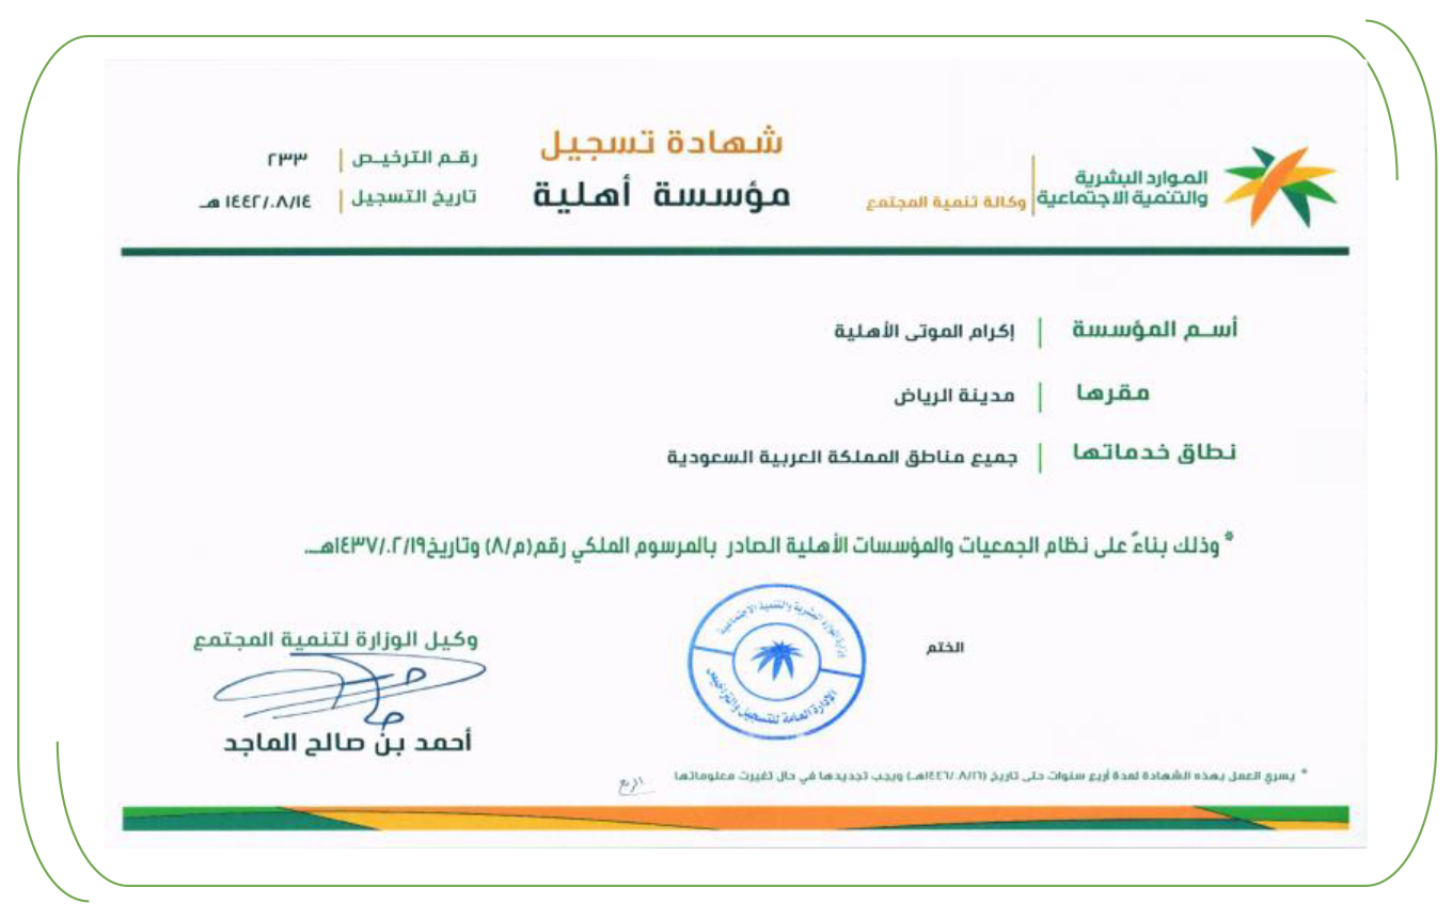 الموارد البشرية
والتنمية الاجتماعية
وكالة تنمية المجتمع
شهادة تسجيل
مؤسسة أهلية
رقم الترخيص | ٢٣٣
تاريخ التسجيل | ١٤٤٢/٠٨/١٤ هـ
أسم المؤسسة | إكرام الموتى الأهلية
مقرها | مدينة الرياض
نطاق خدماتها | جميع مناطق المملكة العربية السعودية
* وذلك بناءً على نظام الجمعيات والمؤسسات الأهلية الصادر بالمرسوم الملكي رقم(م/٨) وتاريخ١٤٣٧/٠٢/١٩هـ.
الختم
وزارة الموارد البشرية والتنمية الاجتماعية
الإدارة العامة للتسجيل والتراخيص
وكيل الوزارة لتنمية المجتمع
أحمد بن صالح الماجد
* يسري العمل بهذه الشهادة لمدة أربع سنوات حتى تاريخ (١٤٤٦/٠٨/١٦هـ) ويجب تجديدها في حال تغيرت معلوماتها